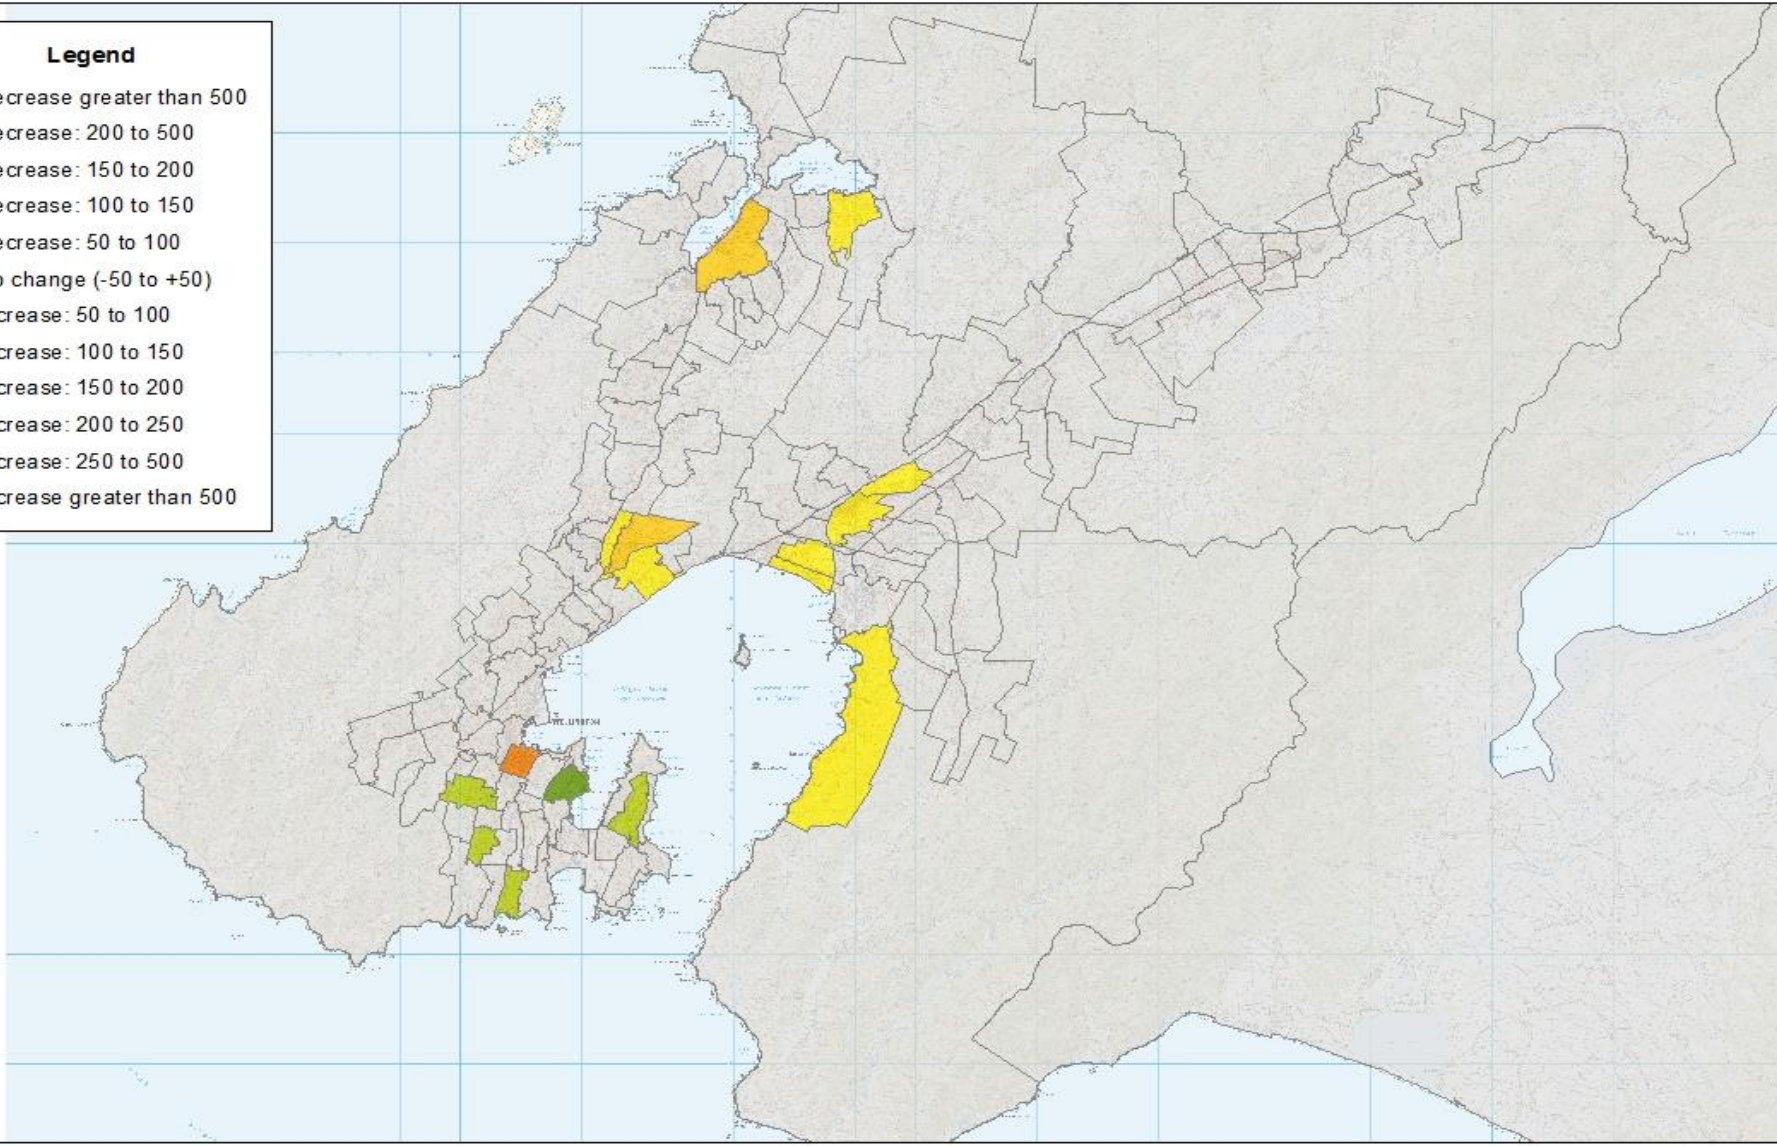 Legend
ecrease greater than 500
ecrease: 200 to 500
ecrease: 150 to 200
ecrease: 100 to 150
ecrease: 50 to 100
o change (-50 to +50)
crease: 50 to 100
crease: 100 to 150
crease: 150 to 200
crease: 200 to 250
crease: 250 to 500
crease greater than 500